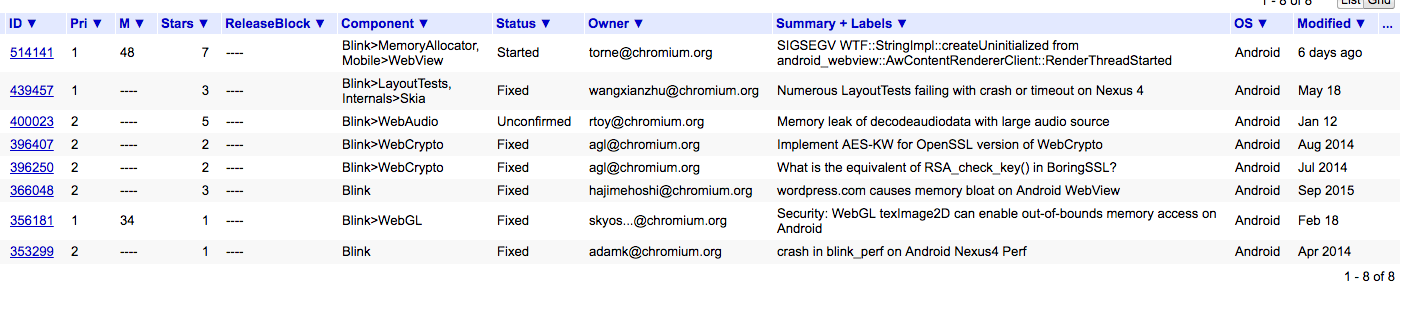 1 - 8 of 8 List Grid
ID ▼ Pri ▼ M ▼ Stars ▼ ReleaseBlock ▼ Component ▼ Status ▼ Owner ▼ Summary + Labels ▼ OS ▼ Modified ▼ ...
514141 1 48 7 ---- Blink>MemoryAllocator, Mobile>WebView Started torne@chromium.org SIGSEGV WTF::StringImpl::createUninitialized from android_webview::AwContentRendererClient::RenderThreadStarted Android 6 days ago
439457 1 ---- 3 ---- Blink>LayoutTests, Internals>Skia Fixed wangxianzhu@chromium.org Numerous LayoutTests failing with crash or timeout on Nexus 4 Android May 18
400023 2 ---- 5 ---- Blink>WebAudio Unconfirmed rtoy@chromium.org Memory leak of decodeaudiodata with large audio source Android Jan 12
396407 2 ---- 2 ---- Blink>WebCrypto Fixed agl@chromium.org Implement AES-KW for OpenSSL version of WebCrypto Android Aug 2014
396250 2 ---- 2 ---- Blink>WebCrypto Fixed agl@chromium.org What is the equivalent of RSA_check_key() in BoringSSL? Android Jul 2014
366048 2 ---- 3 ---- Blink Fixed hajimehoshi@chromium.org wordpress.com causes memory bloat on Android WebView Android Sep 2015
356181 1 34 1 ---- Blink>WebGL Fixed skyos...@chromium.org Security: WebGL texImage2D can enable out-of-bounds memory access on Android Android Feb 18
353299 2 ---- 1 ---- Blink Fixed adamk@chromium.org crash in blink_perf on Android Nexus4 Perf Android Apr 2014
1 - 8 of 8